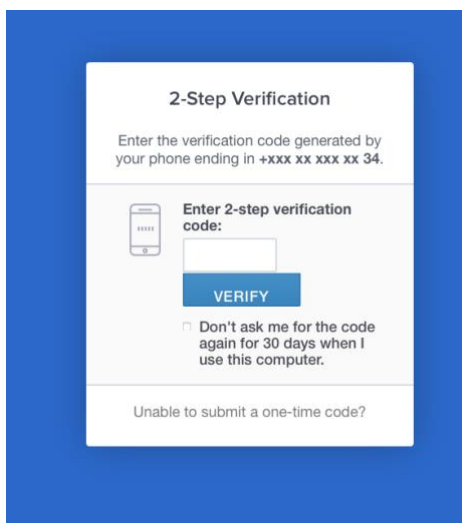 2-Step Verification
Enter the verification code generated by
your phone ending in +xxx xx xxx xx 34.
Enter 2-step verification
code:
VERIFY
Don't ask me for the code
again for 30 days when I
use this computer.
Unable to submit a one-time code?